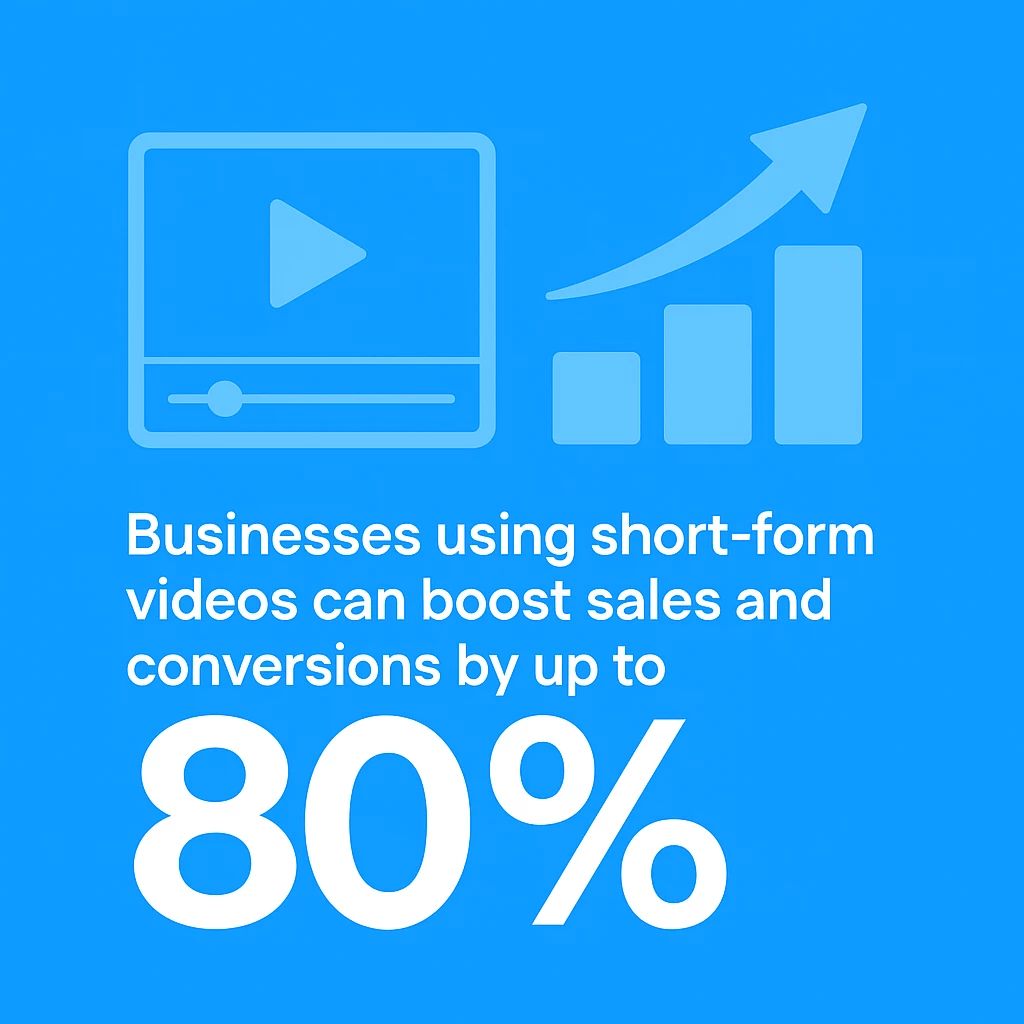 Businesses using short-form
videos can boost sales and
conversions by up to
80%